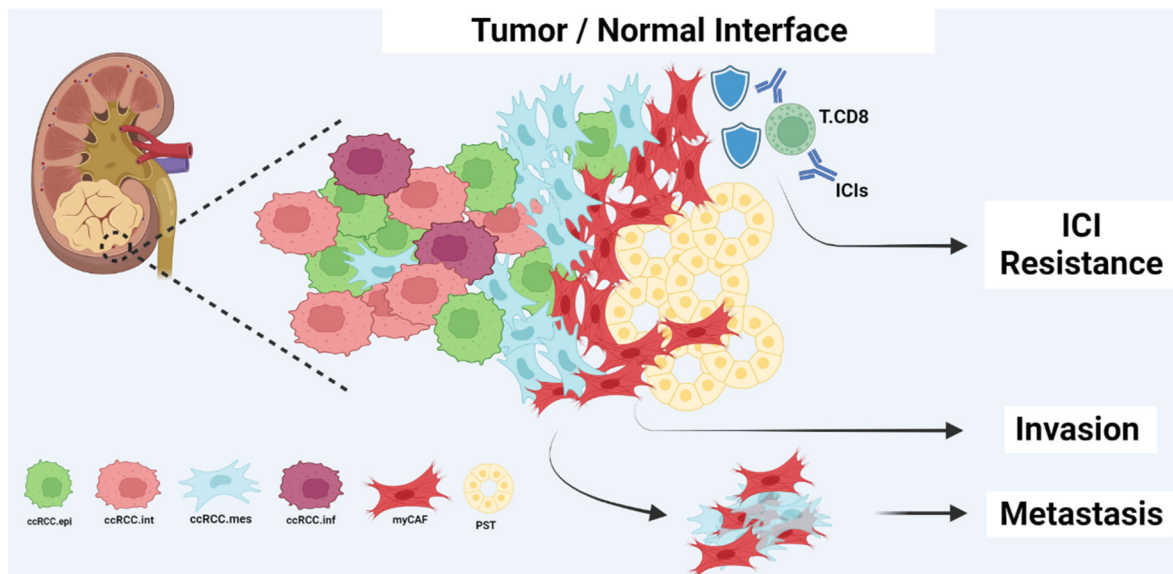 Tumor / Normal Interface
T.CD8
ICIs
ICI
Resistance
Invasion
Metastasis
ccRCC.epi
ccRCC.int
ccRCC.mes
ccRCC.inf
myCAF
PST